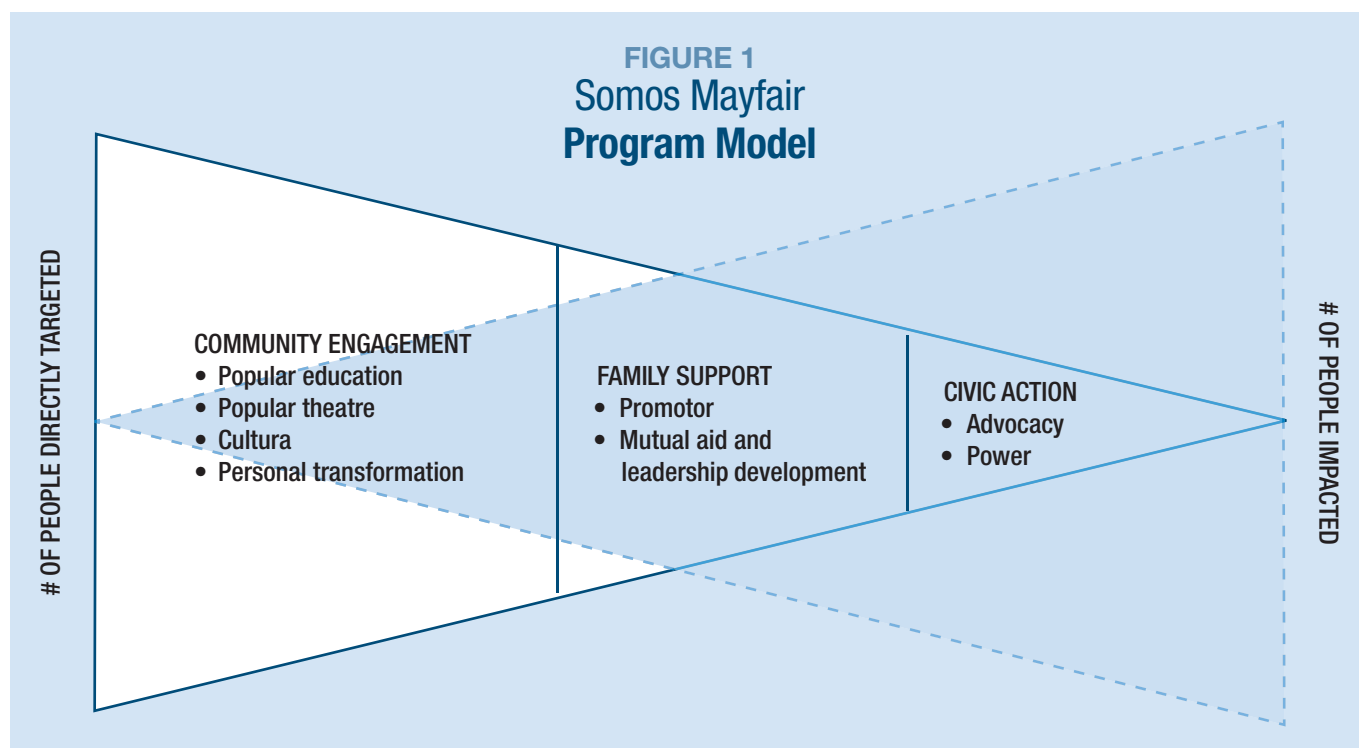 FIGURE 1
Somos Mayfair
Program Model
# OF PEOPLE DIRECTLY TARGETED
COMMUNITY ENGAGEMENT
• Popular education
• Popular theatre
• Cultura
• Personal transformation
FAMILY SUPPORT
• Promotor
• Mutual aid and
leadership development
CIVIC ACTION
• Advocacy
• Power
# OF PEOPLE IMPACTED